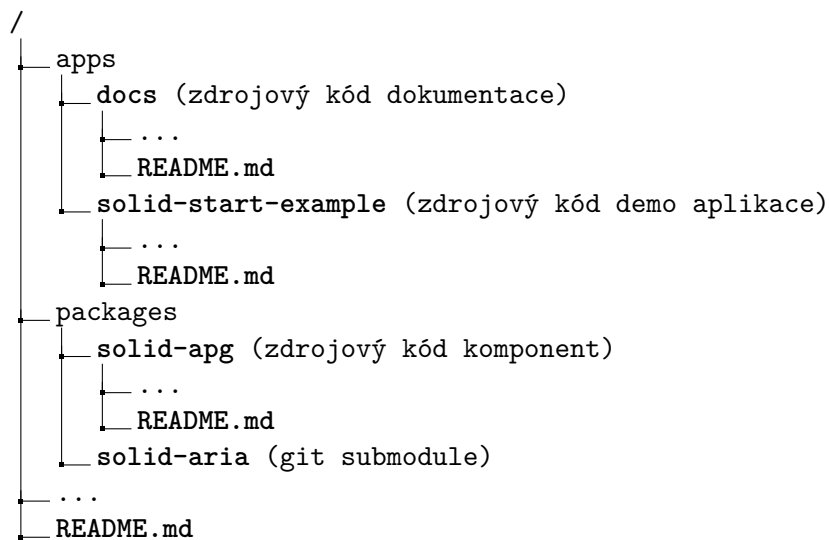 /
apps
docs (zdrojový kód dokumentace)
...
README.md
solid-start-example (zdrojový kód demo aplikace)
...
README.md
packages
solid-apg (zdrojový kód komponent)
...
README.md
solid-aria (git submodule)
...
README.md